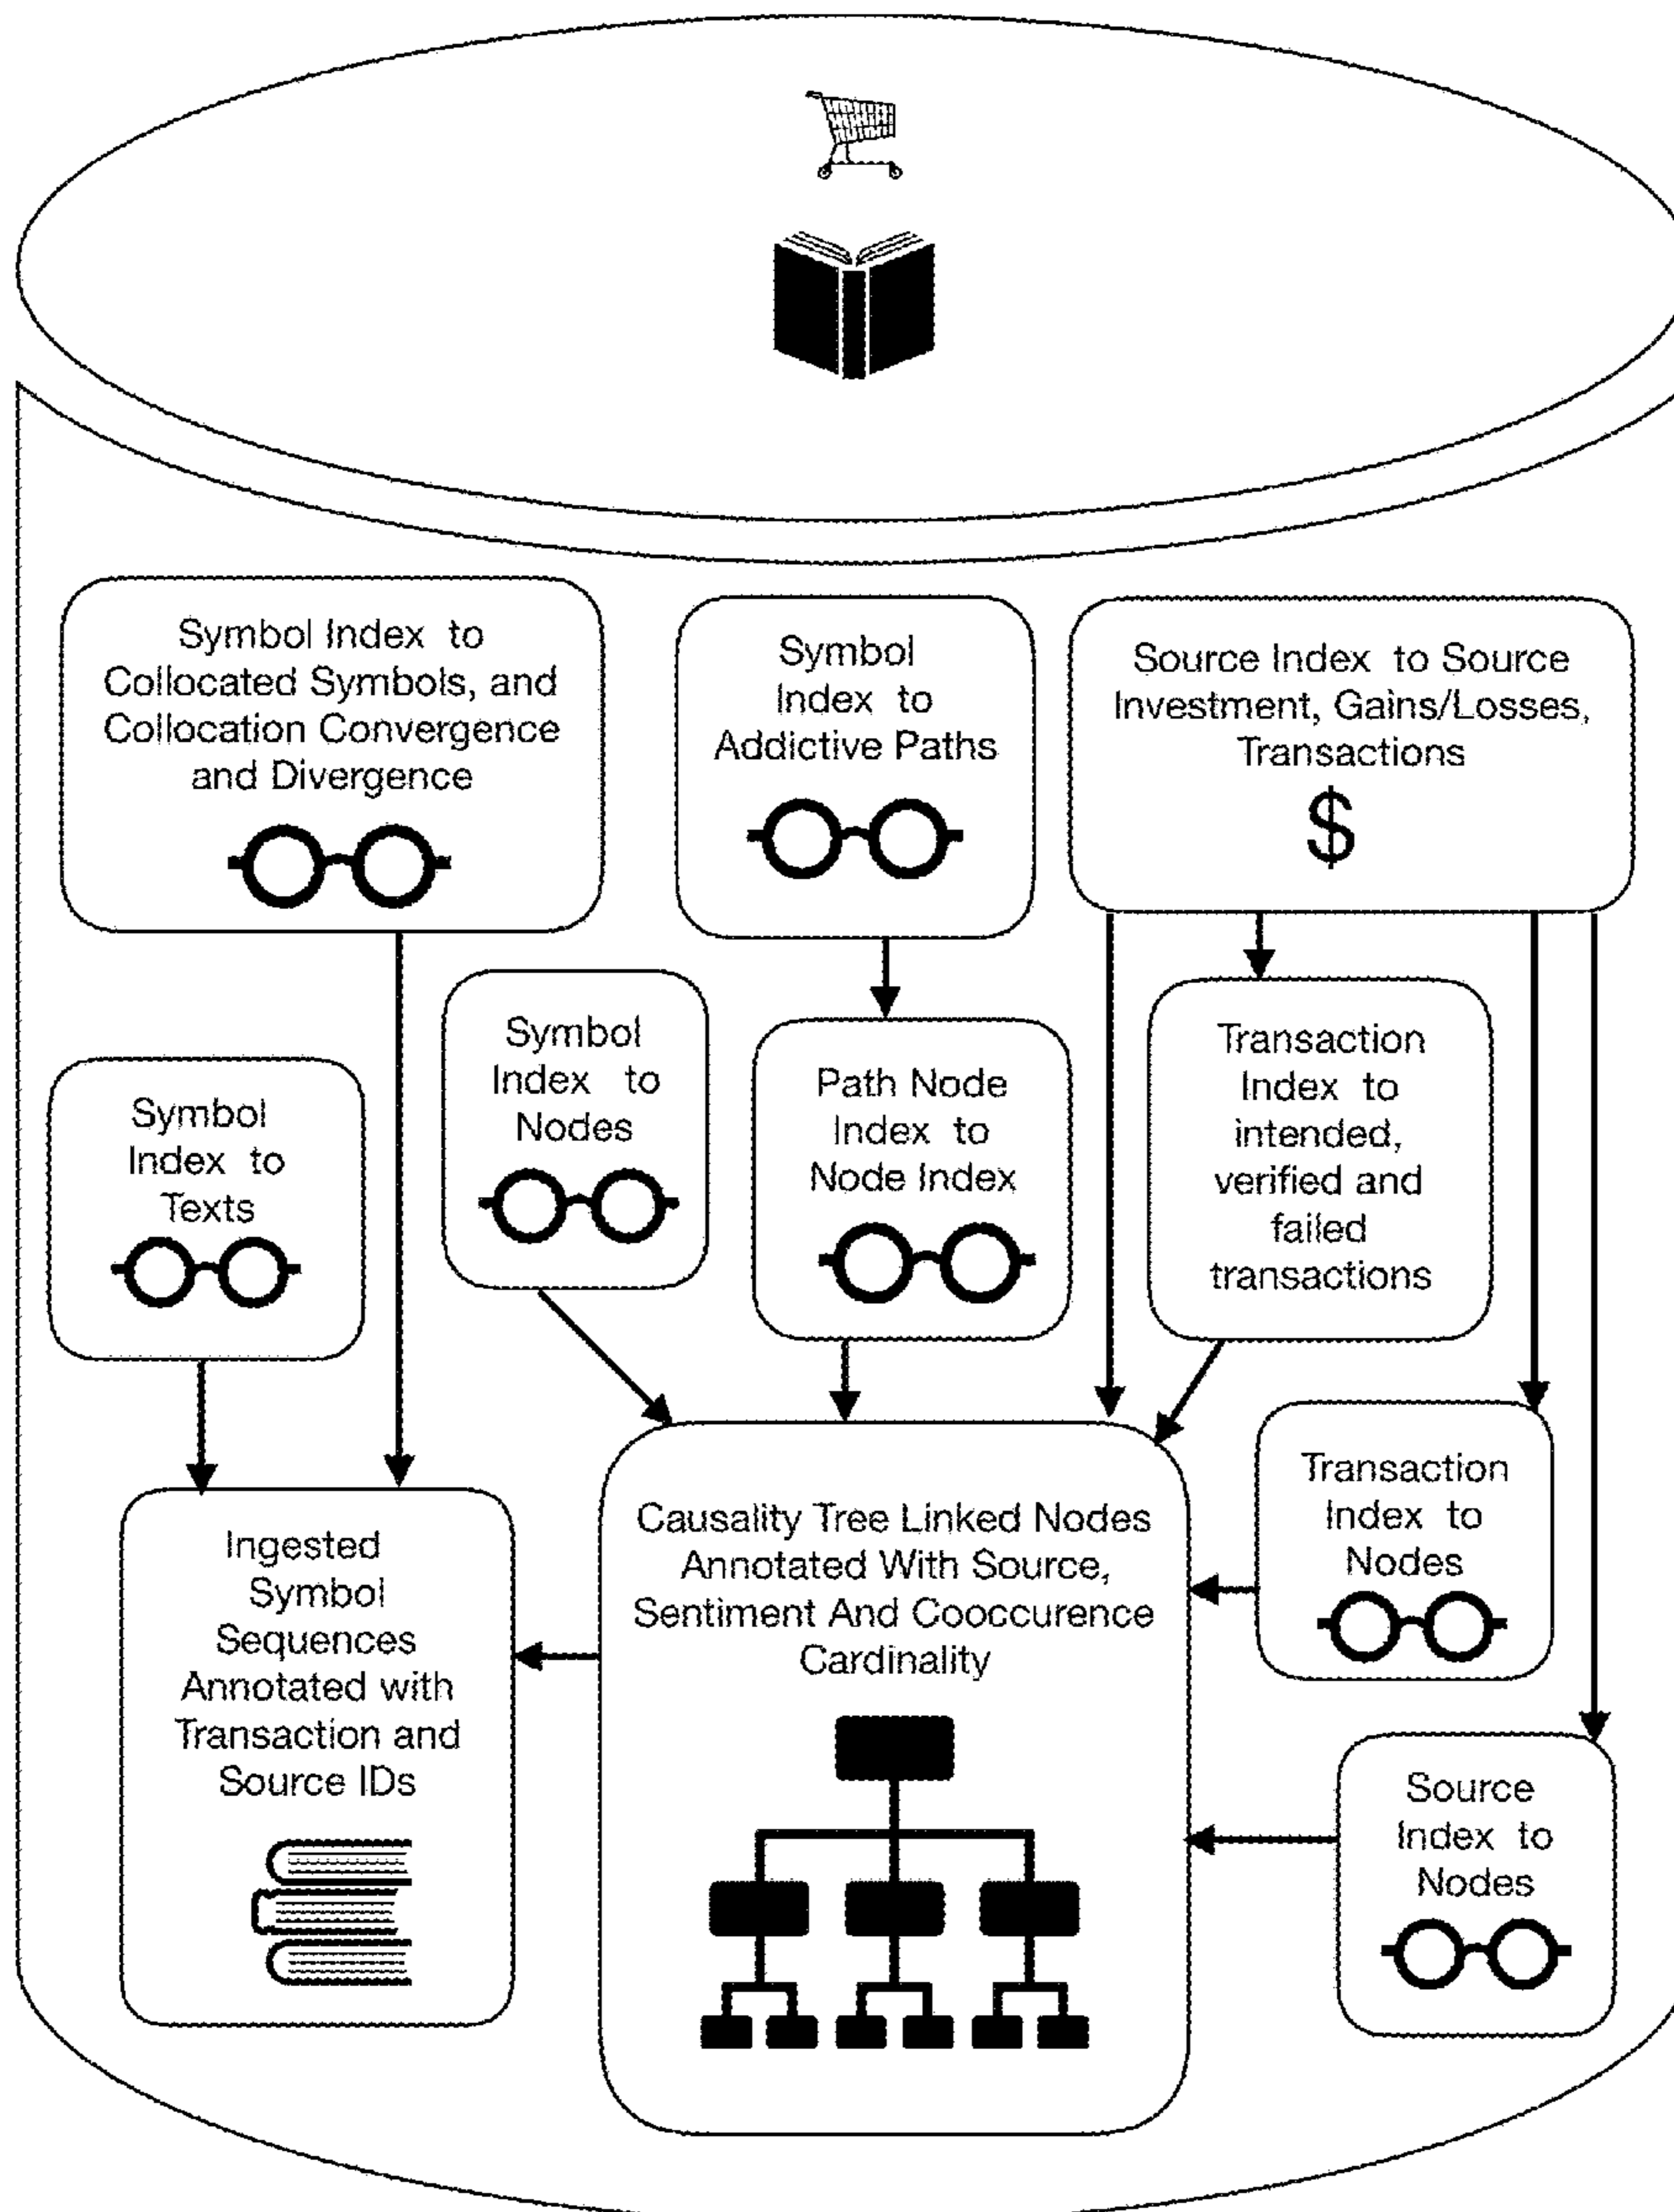 Symbol Index to
Collocated Symbols, and
Collocation Convergence
and Divergence
Symbol
Index to
Addictive Paths
Source Index to Source
Investment, Gains/Losses,
Transactions
$
Symbol
Index to
Nodes
Path Node
Index to
Node Index
Transaction
Index to
intended,
verified and
failed
transactions
Symbol
Index to
Texts
Ingested
Symbol
Sequences
Annotated with
Transaction and
Source IDs
Causality Tree Linked Nodes
Annotated With Source,
Sentiment And Cooccurence
Cardinality
Transaction
Index to
Nodes
Source
Index to
Nodes